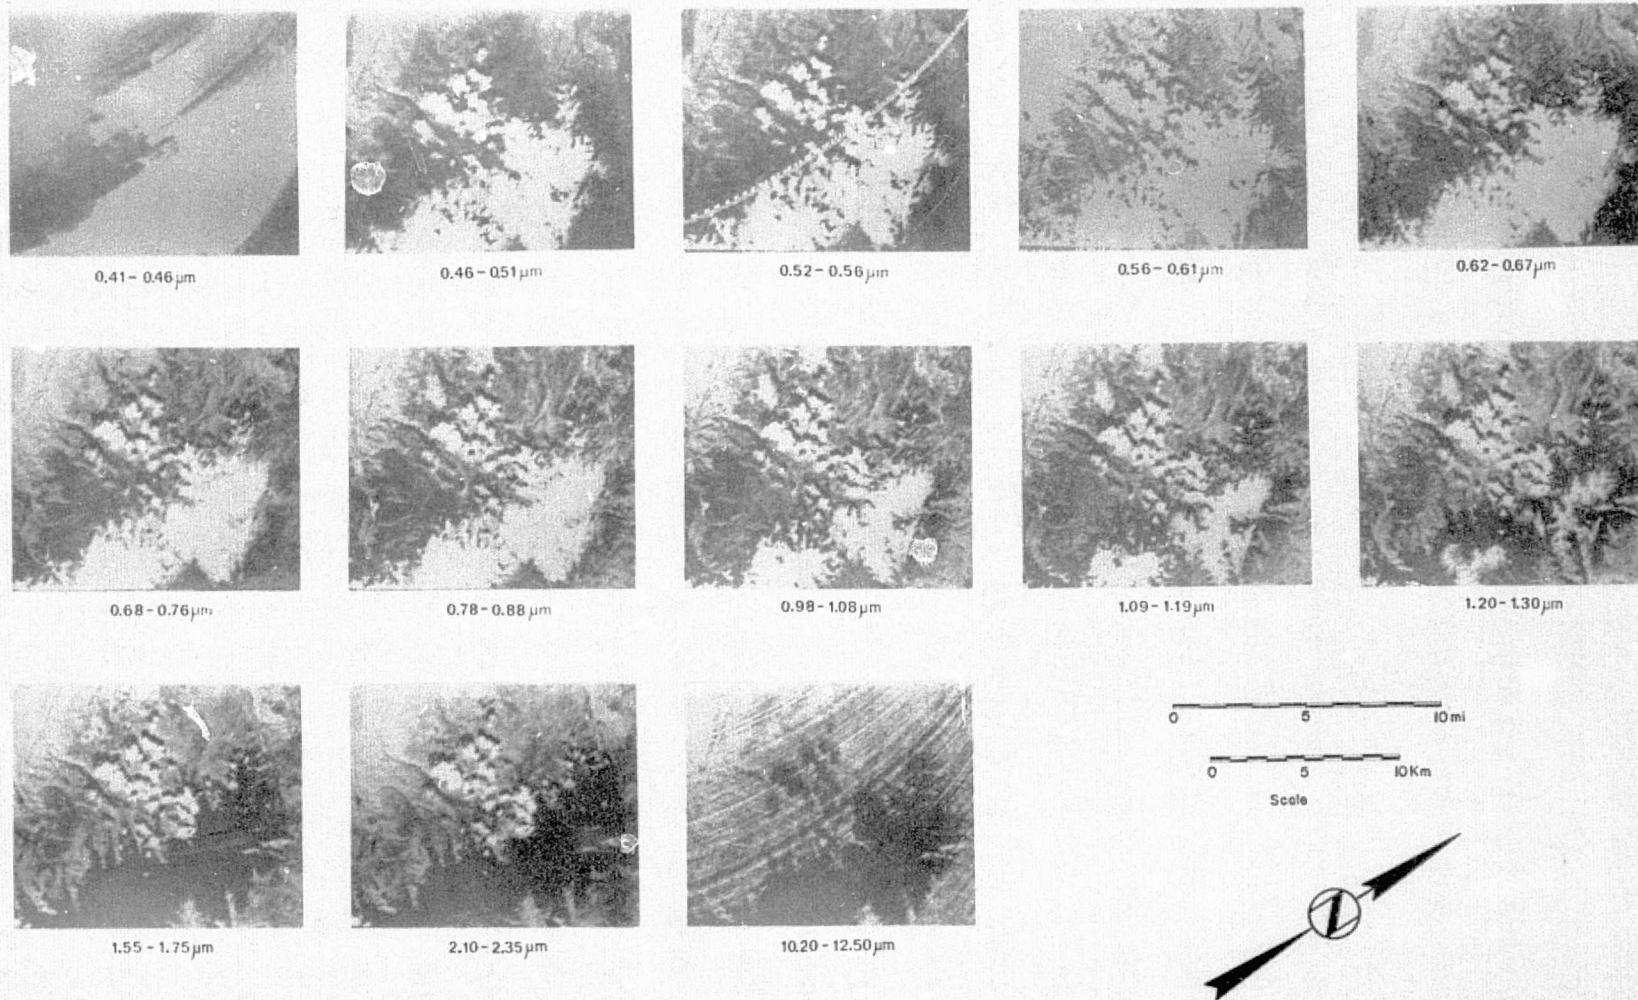 0.41 - 0.46 µm
0.46 - 0.51 µm
0.52 - 0.56 µm
0.56 - 0.61 µm
0.62 - 0.67 µm
0.68 - 0.76 µm
0.78 - 0.88 µm
0.98 - 1.08 µm
1.09 - 1.19 µm
1.20 - 1.30 µm
1.55 - 1.75 µm
2.10 - 2.35 µm
10.20 - 12.50 µm
0 5 10 mi
0 5 10 Km
Scale